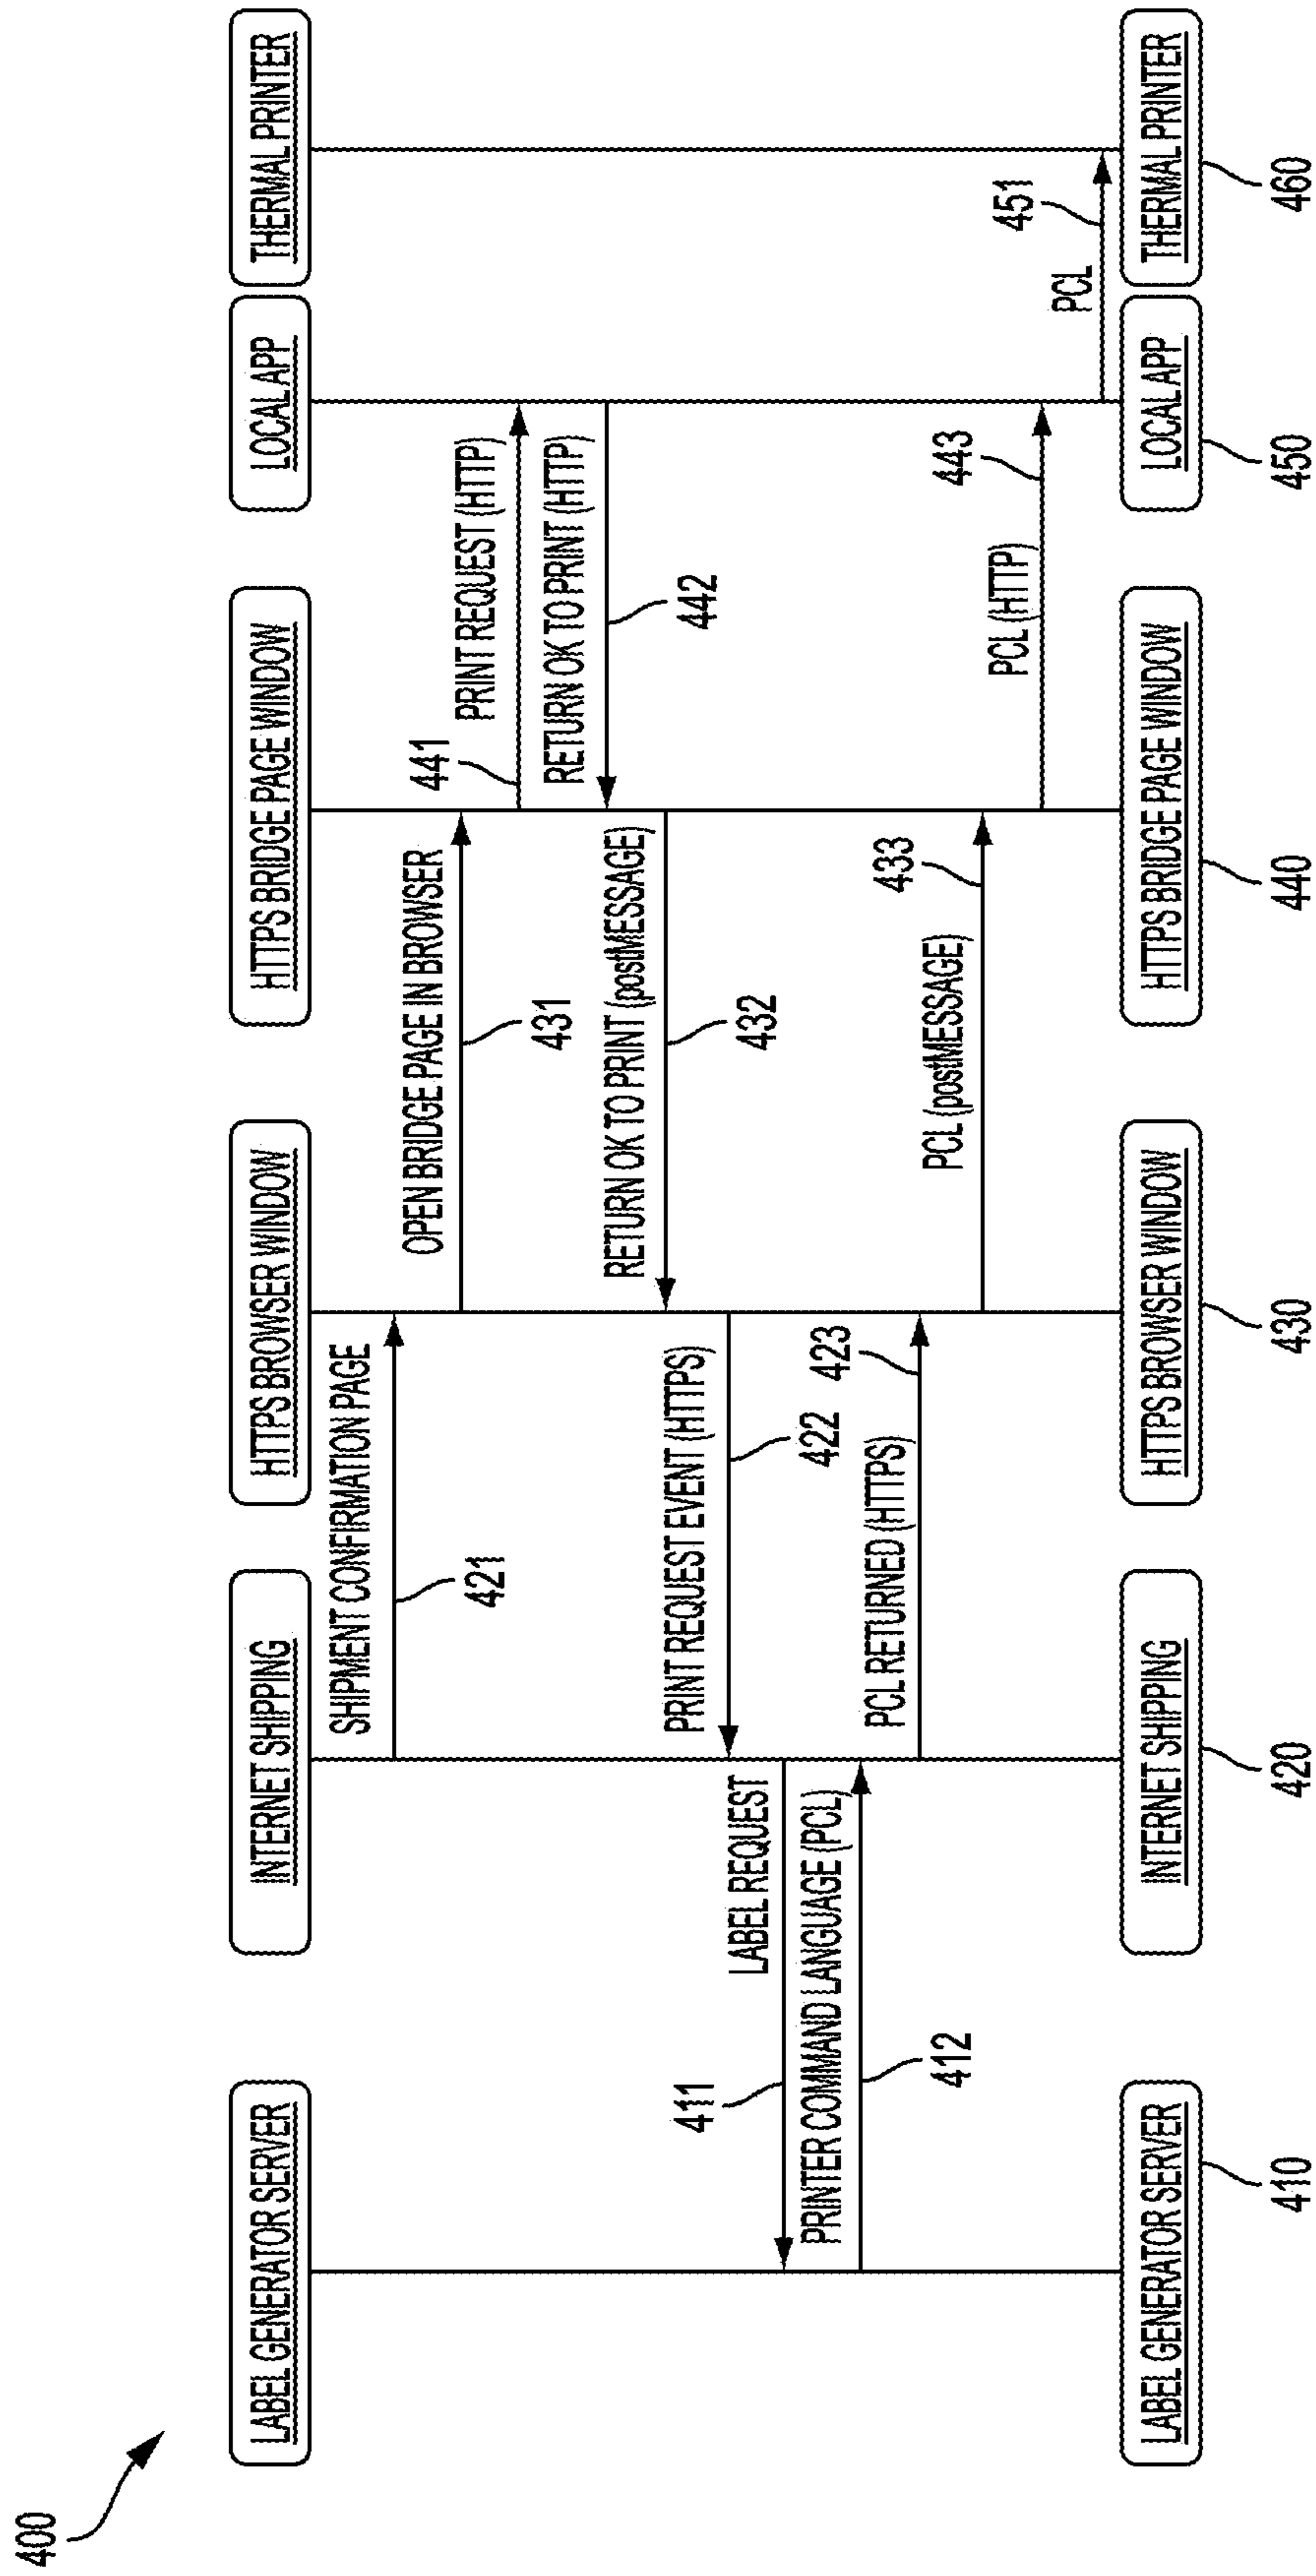 400
LABEL GENERATOR SERVER
INTERNET SHIPPING
HTTPS BROWSER WINDOW
HTTPS BRIDGE PAGE WINDOW
LOCAL APP
THERMAL PRINTER
SHIPMENT CONFIRMATION PAGE
421
OPEN BRIDGE PAGE IN BROWSER
431
441
PRINT REQUEST (HTTP)
RETURN OK TO PRINT (HTTP)
442
RETURN OK TO PRINT (postMESSAGE)
432
PRINT REQUEST EVENT (HTTPS)
422
LABEL REQUEST
411
PRINTER COMMAND LANGUAGE (PCL)
412
PCL RETURNED (HTTPS)
423
PCL (postMESSAGE)
433
PCL (HTTP)
443
PCL
451
LABEL GENERATOR SERVER
INTERNET SHIPPING
HTTPS BROWSER WINDOW
HTTPS BRIDGE PAGE WINDOW
LOCAL APP
THERMAL PRINTER
410
420
430
440
450
460